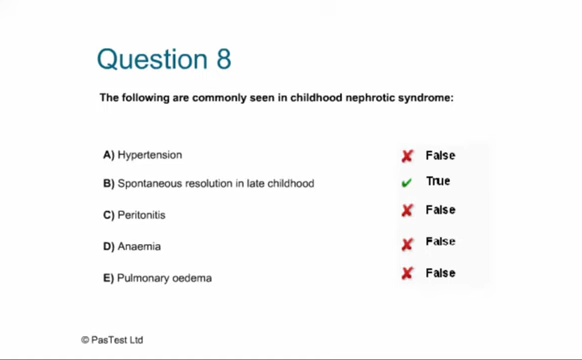 Question 8
The following are commonly seen in childhood nephrotic syndrome:
A) Hypertension False
B) Spontaneous resolution in late childhood True
C) Peritonitis False
D) Anaemia False
E) Pulmonary oedema False
© PasTest Ltd